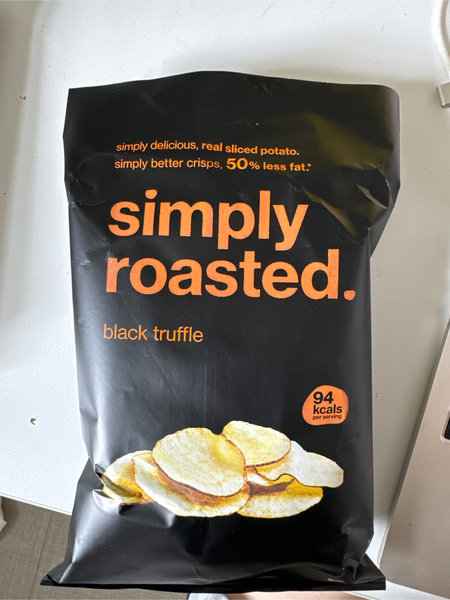 simply delicious, real sliced potato.
simply better crisps, 50% less fat.*
simply
roasted.
black truffle
94
kcals
per serving